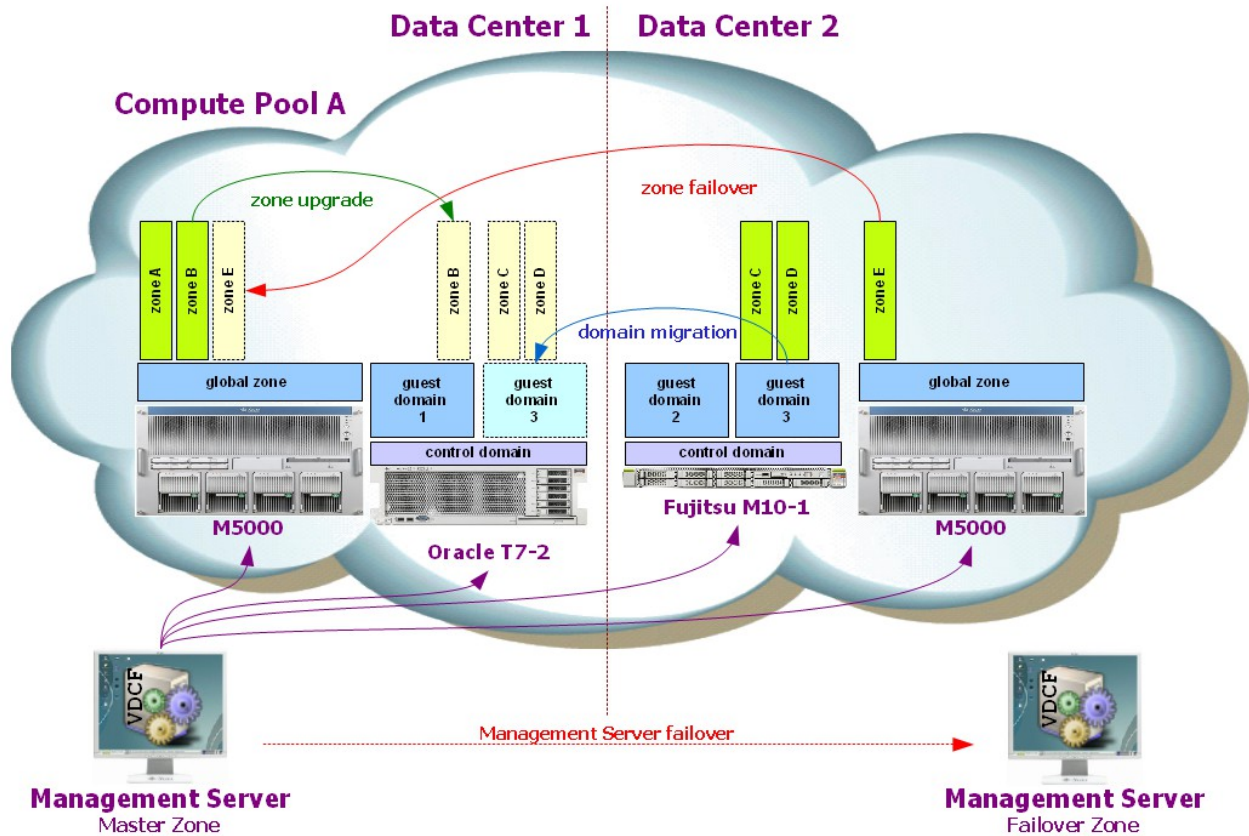 Data Center 1
Data Center 2
Compute Pool A
zone failover
zone upgrade
zone A
zone B
zone E
zone B
zone C
zone D
zone C
zone D
zone E
domain migration
global zone
guest
domain
1
guest
domain
3
guest
domain
2
guest
domain
3
global zone
control domain
control domain
M5000
Oracle T7-2
Fujitsu M10-1
M5000
VDCF
VDCF
Management Server failover
Management Server
Master Zone
Management Server
Failover Zone